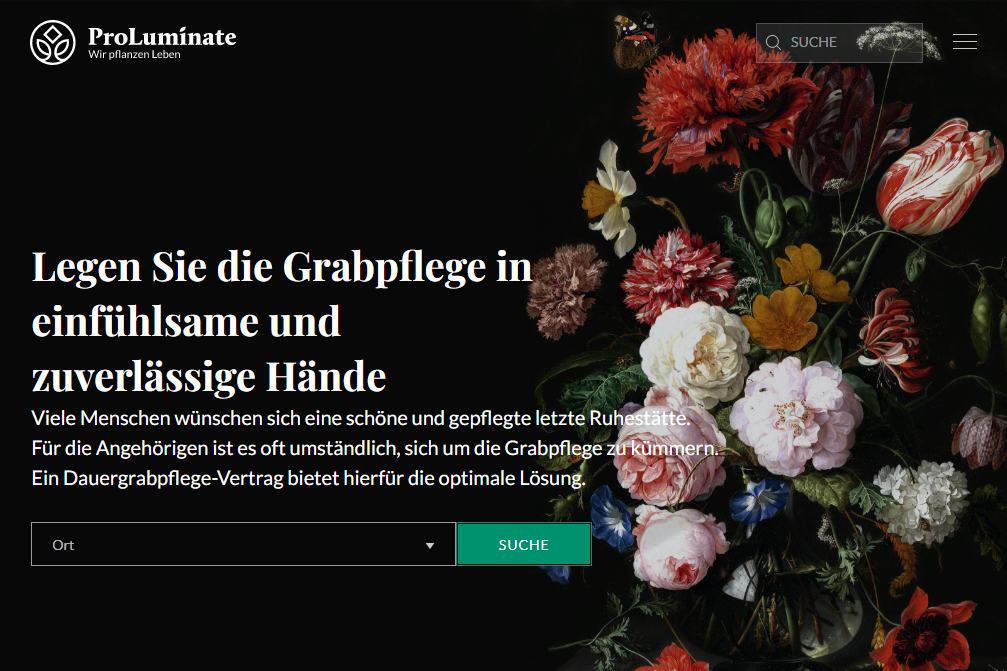 ProLumínate
Wir pflanzen Leben
SUCHE
Legen Sie die Grabpflege in
einfühlsame und
zuverlässige Hände
Viele Menschen wünschen sich eine schöne und gepflegte letzte Ruhestätte.
Für die Angehörigen ist es oft umständlich, sich um die Grabpflege zu kümmern.
Ein Dauergrabpflege-Vertrag bietet hierfür die optimale Lösung.
Ort
SUCHE